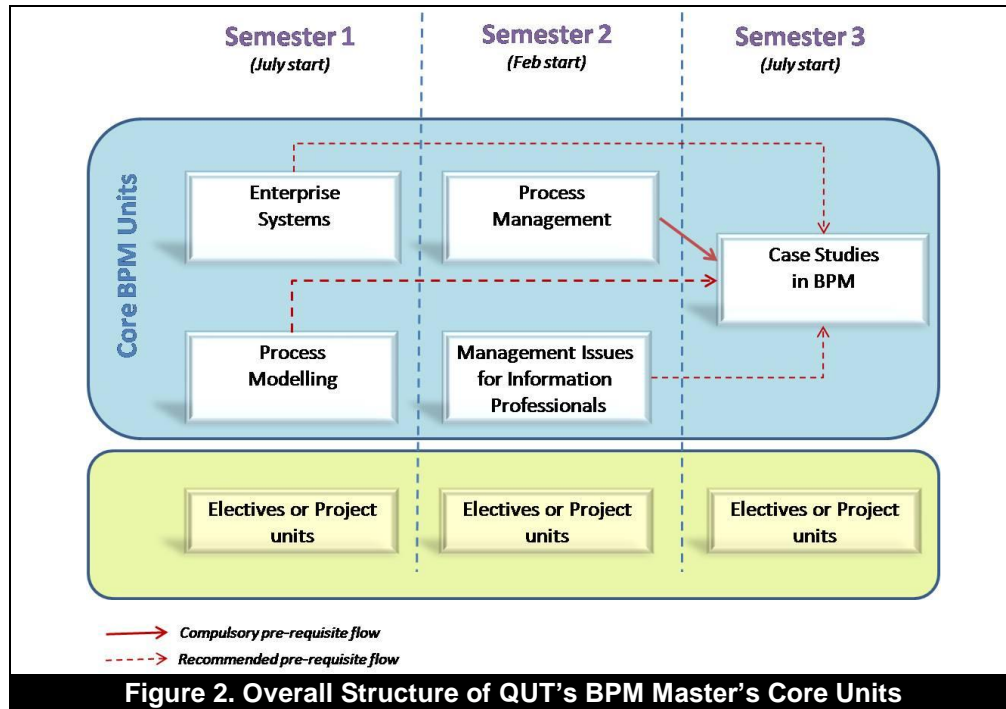 Semester 1
(July start)
Semester 2
(Feb start)
Semester 3
(July start)
Core BPM Units
Enterprise
Systems
Process
Management
Case Studies
in BPM
Process
Modelling
Management Issues
for Information
Professionals
Electives or Project
units
Electives or Project
units
Electives or Project
units
Compulsory pre-requisite flow
Recommended pre-requisite flow
Figure 2. Overall Structure of QUT's BPM Master's Core Units